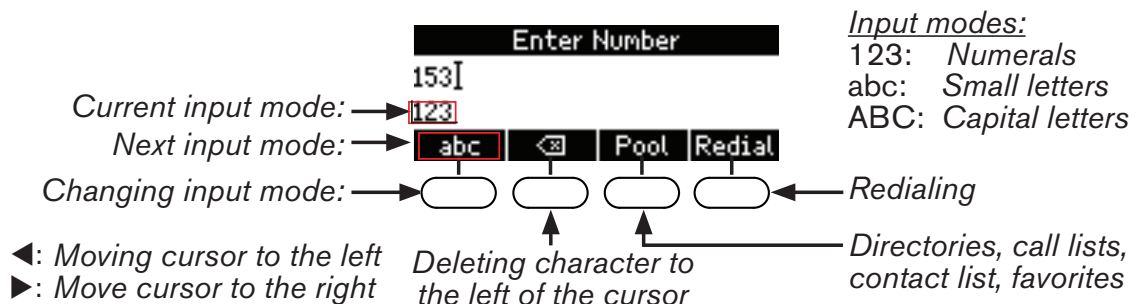 Enter Number
153
123
abc Pool Redial
Current input mode:
Next input mode:
Changing input mode:
◀: Moving cursor to the left
▶: Move cursor to the right
Deleting character to
the left of the cursor
Input modes:
123: Numerals
abc: Small letters
ABC: Capital letters
Redialing
Directories, call lists,
contact list, favorites